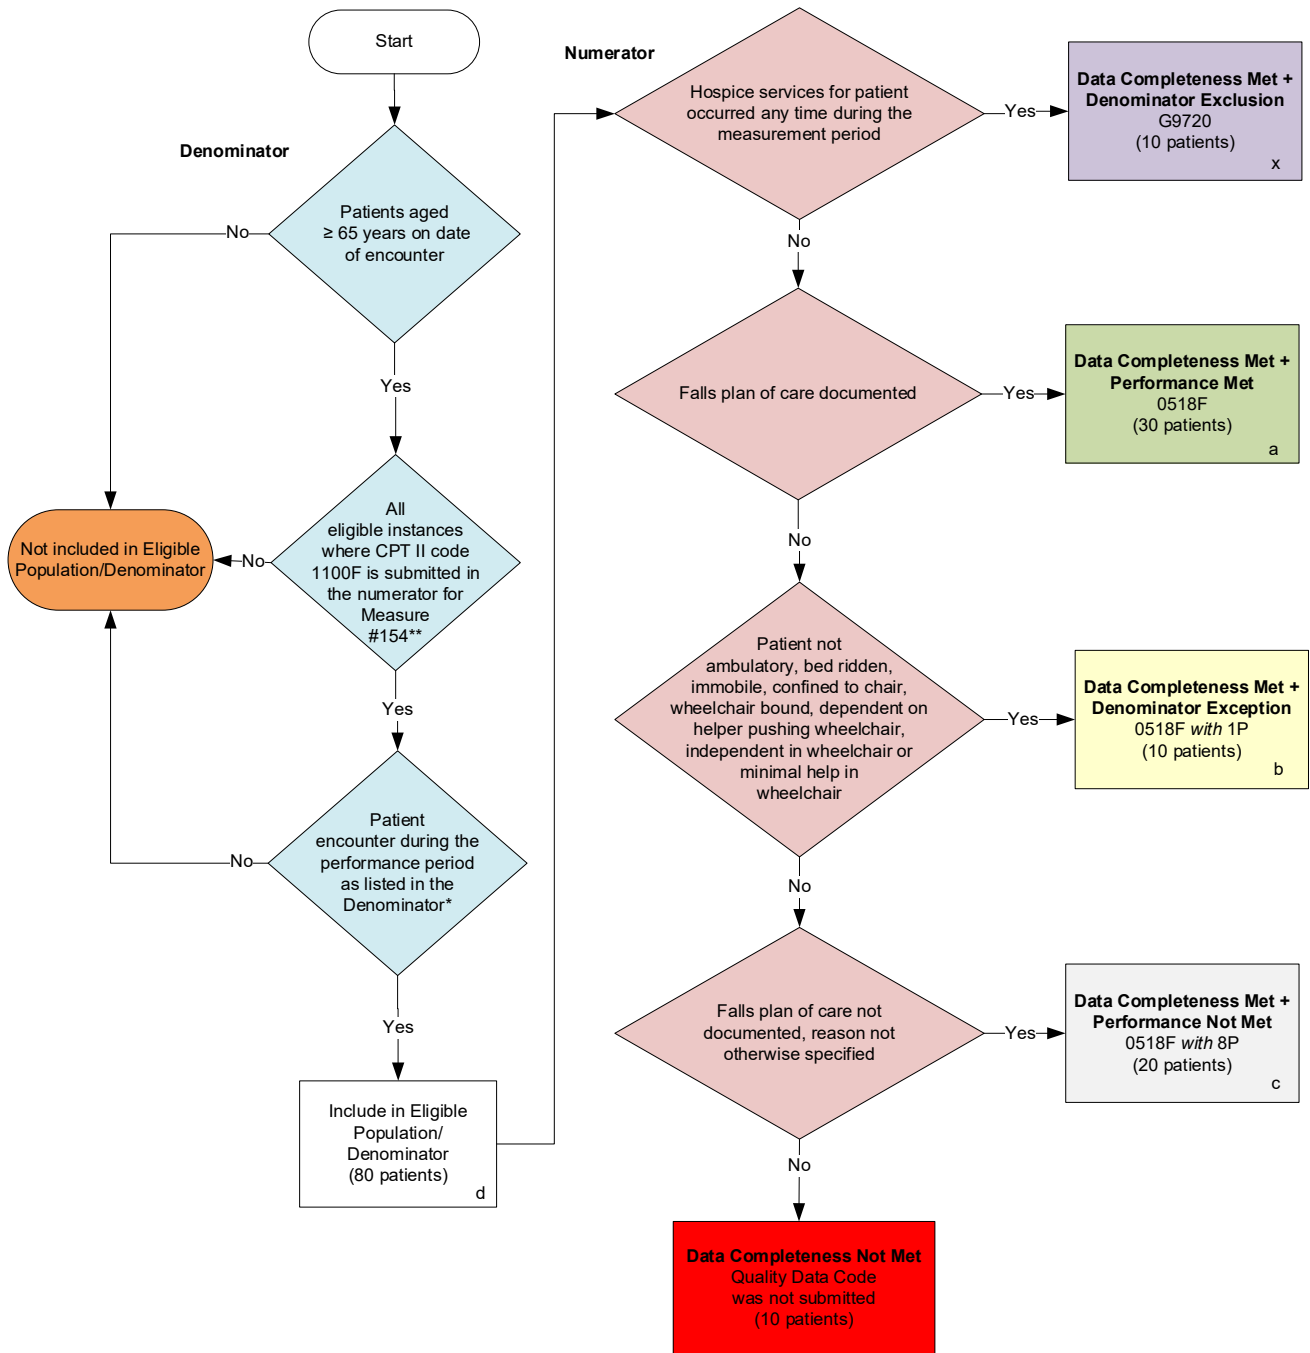 Start
Denominator
Patients aged
≥ 65 years on date
of encounter
No
Yes
All
eligible instances
where CPT II code
1100F is submitted in
the numerator for
Measure
#154**
No
Not included in Eligible
Population/Denominator
Yes
Patient
encounter during the
performance period
as listed in the
Denominator*
No
Yes
Include in Eligible
Population/
Denominator
(80 patients)
d
Numerator
Hospice services for patient
occurred any time during the
measurement period
Yes
Data Completeness Met +
Denominator Exclusion
G9720
(10 patients)
x
No
Falls plan of care documented
Yes
Data Completeness Met +
Performance Met
0518F
(30 patients)
a
No
Patient not
ambulatory, bed ridden,
immobile, confined to chair,
wheelchair bound, dependent on
helper pushing wheelchair,
independent in wheelchair or
minimal help in
wheelchair
Yes
Data Completeness Met +
Denominator Exception
0518F with 1P
(10 patients)
b
No
Falls plan of care not
documented, reason not
otherwise specified
Yes
Data Completeness Met +
Performance Not Met
0518F with 8P
(20 patients)
c
No
Data Completeness Not Met
Quality Data Code
was not submitted
(10 patients)